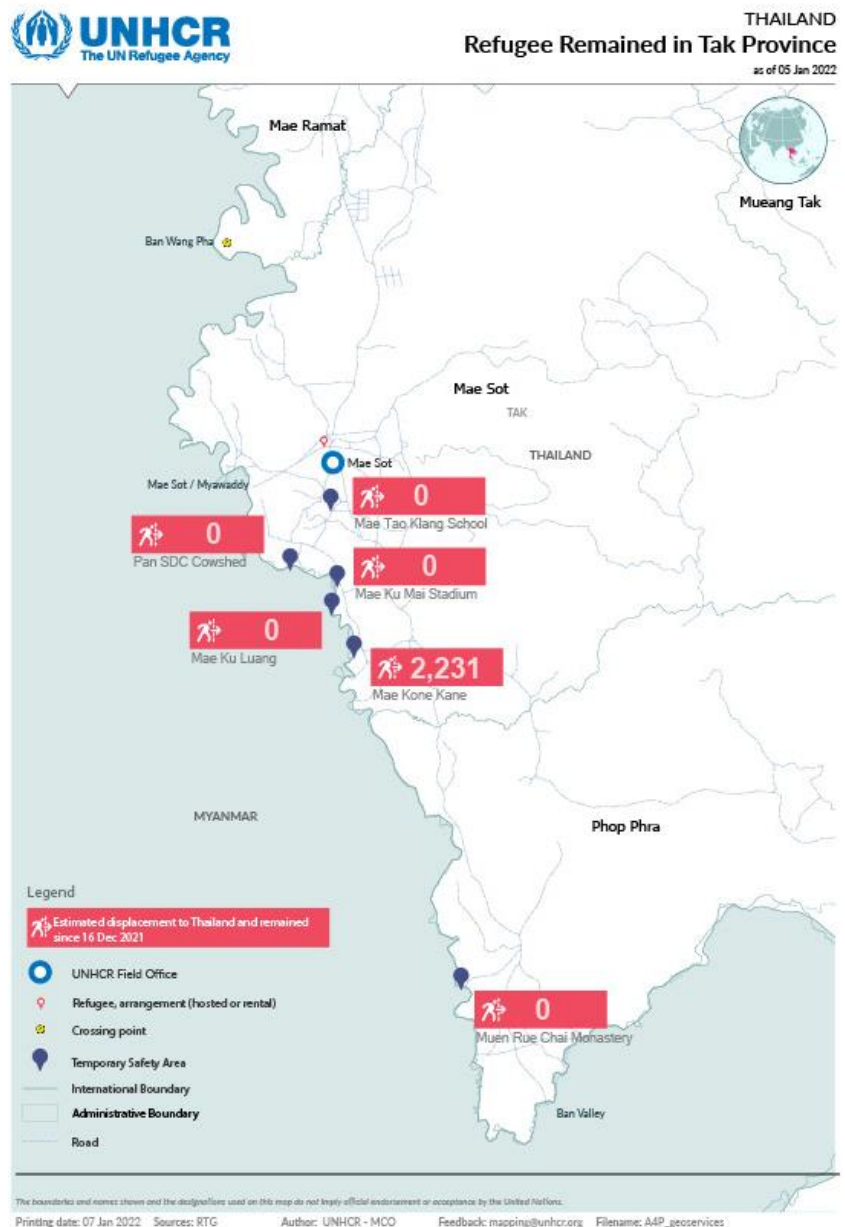 UNHCR
The UN Refugee Agency
THAILAND
Refugee Remained in Tak Province
as of 05 Jan 2022
Mae Ramat
Mueang Tak
Ban Wang Pha
Mae Sot
TAK
THAILAND
Mae Sot
Mae Sot / Myawaddy
0
Mae Tao Klang School
0
Pan SDC Cowshed
0
Mae Ku Mai Stadium
0
Mae Ku Luang
2,231
Mae Kone Kane
MYANMAR
Phop Phra
Legend
Estimated displacement to Thailand and remained
since 16 Dec 2021
UNHCR Field Office
Refugee, arrangement (hosted or rental)
Crossing point
Temporary Safety Area
International Boundary
Administrative Boundary
Road
0
Muen Rue Chai Monastery
Ban Valley
The boundaries and names shown and the designations used on this map do not imply official endorsement or acceptance by the United Nations.
Printing date: 07 Jan 2022 Sources: RTG Author: UNHCR - MCO Feedback: mapping@unhcr.org Filename: A4P_geoservices